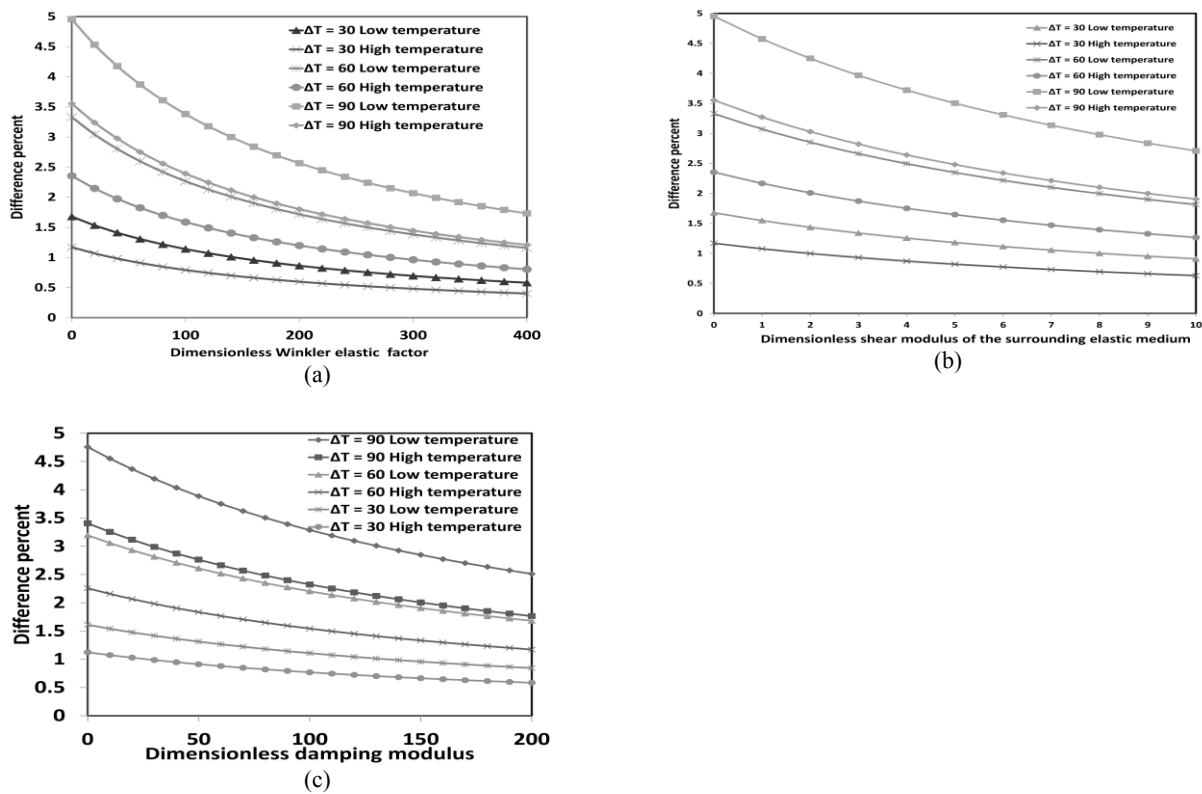 Difference percent
5
4.5
4
3.5
3
2.5
2
1.5
1
0.5
0
ΔT = 30 Low temperature
ΔT = 30 High temperature
ΔT = 60 Low temperature
ΔT = 60 High temperature
ΔT = 90 Low temperature
ΔT = 90 High temperature
0 100 200 300 400
Dimensionless Winkler elastic factor
(a)
Difference percent
5
4.5
4
3.5
3
2.5
2
1.5
1
0.5
0
ΔT = 30 Low temperature
ΔT = 30 High temperature
ΔT = 60 Low temperature
ΔT = 60 High temperature
ΔT = 90 Low temperature
ΔT = 90 High temperature
0 1 2 3 4 5 6 7 8 9 10
Dimensionless shear modulus of the surrounding elastic medium
(b)
Difference percent
5
4.5
4
3.5
3
2.5
2
1.5
1
0.5
0
ΔT = 90 Low temperature
ΔT = 90 High temperature
ΔT = 60 Low temperature
ΔT = 60 High temperature
ΔT = 30 Low temperature
ΔT = 30 High temperature
0 50 100 150 200
Dimensionless damping modulus
(c)